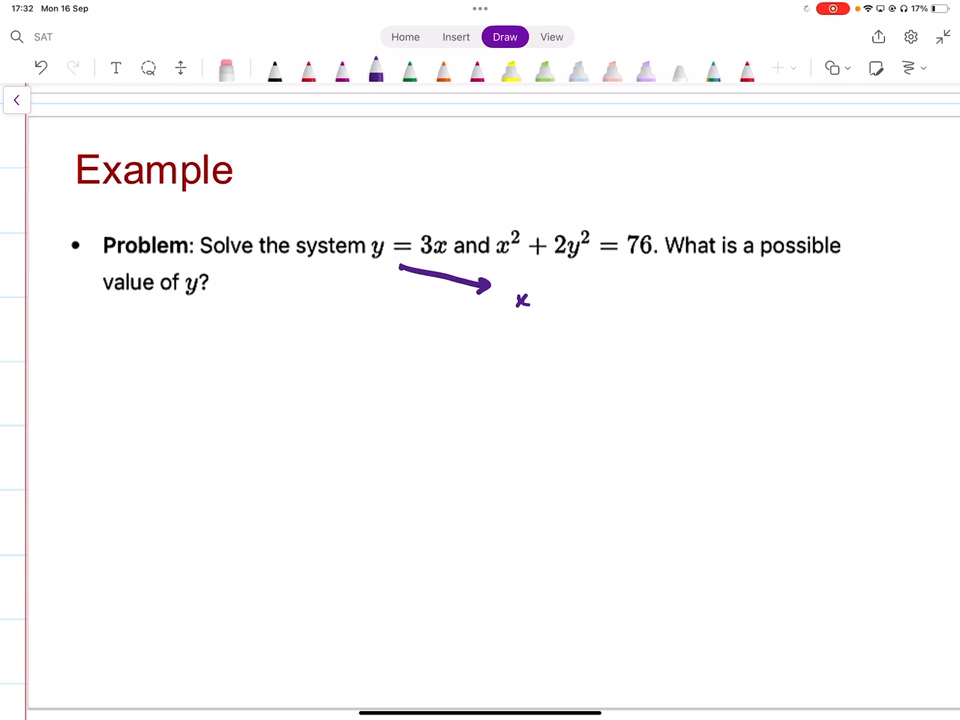 17:32 Mon 16 Sep
17%
SAT
Home Insert Draw View
T
Example
• Problem: Solve the system y = 3x and x² + 2y² = 76. What is a possible
value of y?
x